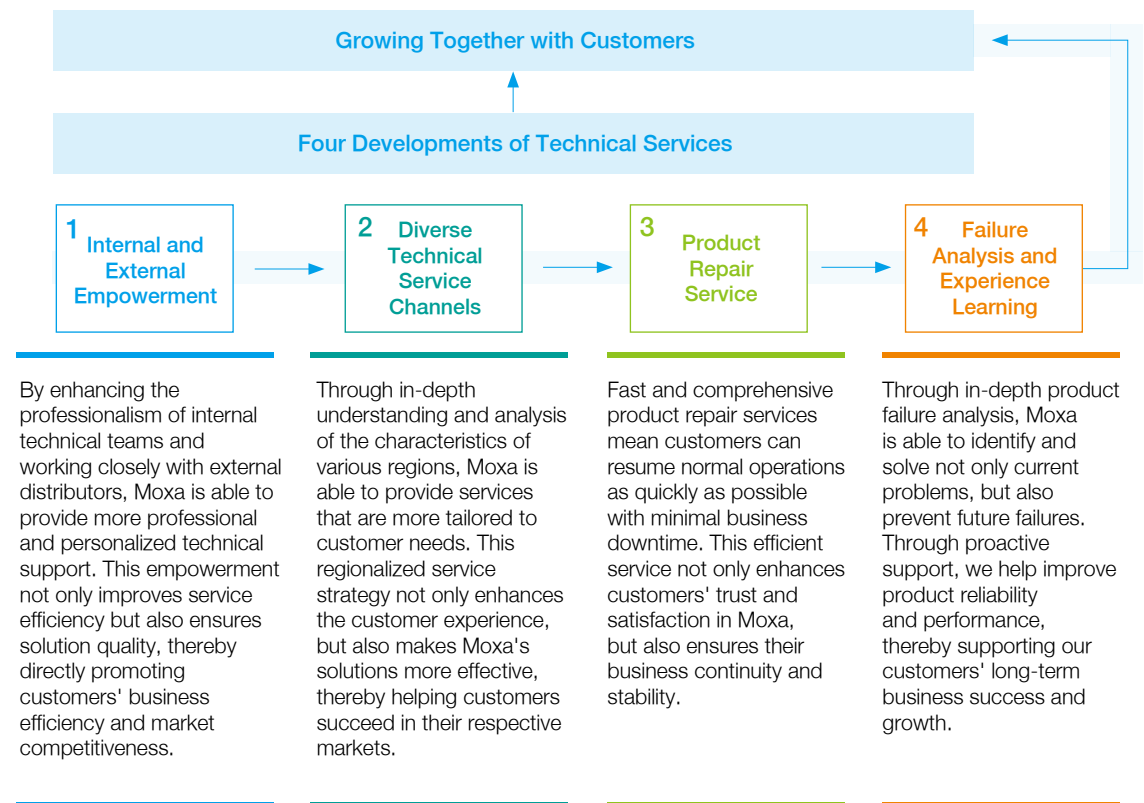 Growing Together with Customers
Four Developments of Technical Services
1
Internal and
External
Empowerment
2
Diverse
Technical
Service
Channels
3
Product
Repair
Service
4
Failure
Analysis and
Experience
Learning
By enhancing the
professionalism of internal
technical teams and
working closely with external
distributors, Moxa is able to
provide more professional
and personalized technical
support. This empowerment
not only improves service
efficiency but also ensures
solution quality, thereby
directly promoting
customers' business
efficiency and market
competitiveness.
Through in-depth
understanding and analysis
of the characteristics of
various regions, Moxa is
able to provide services
that are more tailored to
customer needs. This
regionalized service
strategy not only enhances
the customer experience,
but also makes Moxa's
solutions more effective,
thereby helping customers
succeed in their respective
markets.
Fast and comprehensive
product repair services
mean customers can
resume normal operations
as quickly as possible
with minimal business
downtime. This efficient
service not only enhances
customers' trust and
satisfaction in Moxa,
but also ensures their
business continuity and
stability.
Through in-depth product
failure analysis, Moxa
is able to identify and
solve not only current
problems, but also
prevent future failures.
Through proactive
support, we help improve
product reliability
and performance,
thereby supporting our
customers' long-term
business success and
growth.